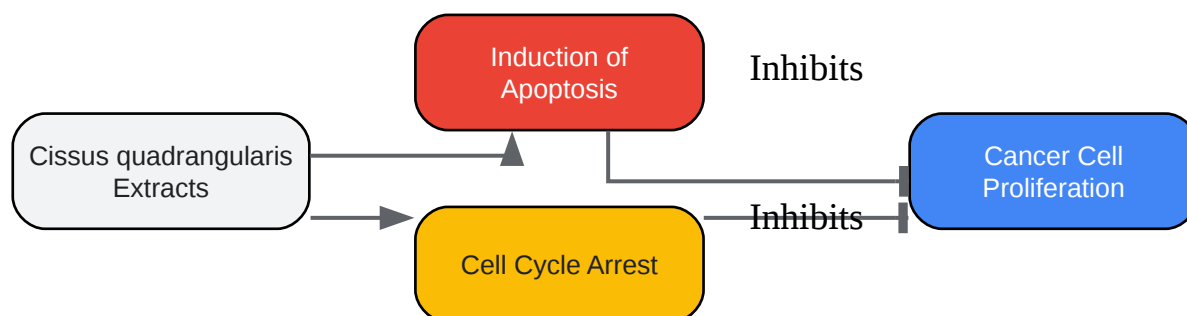 Induction of
Apoptosis
Inhibits
Cissus quadrangularis
Extracts
Cancer Cell
Proliferation
Inhibits
Cell Cycle Arrest